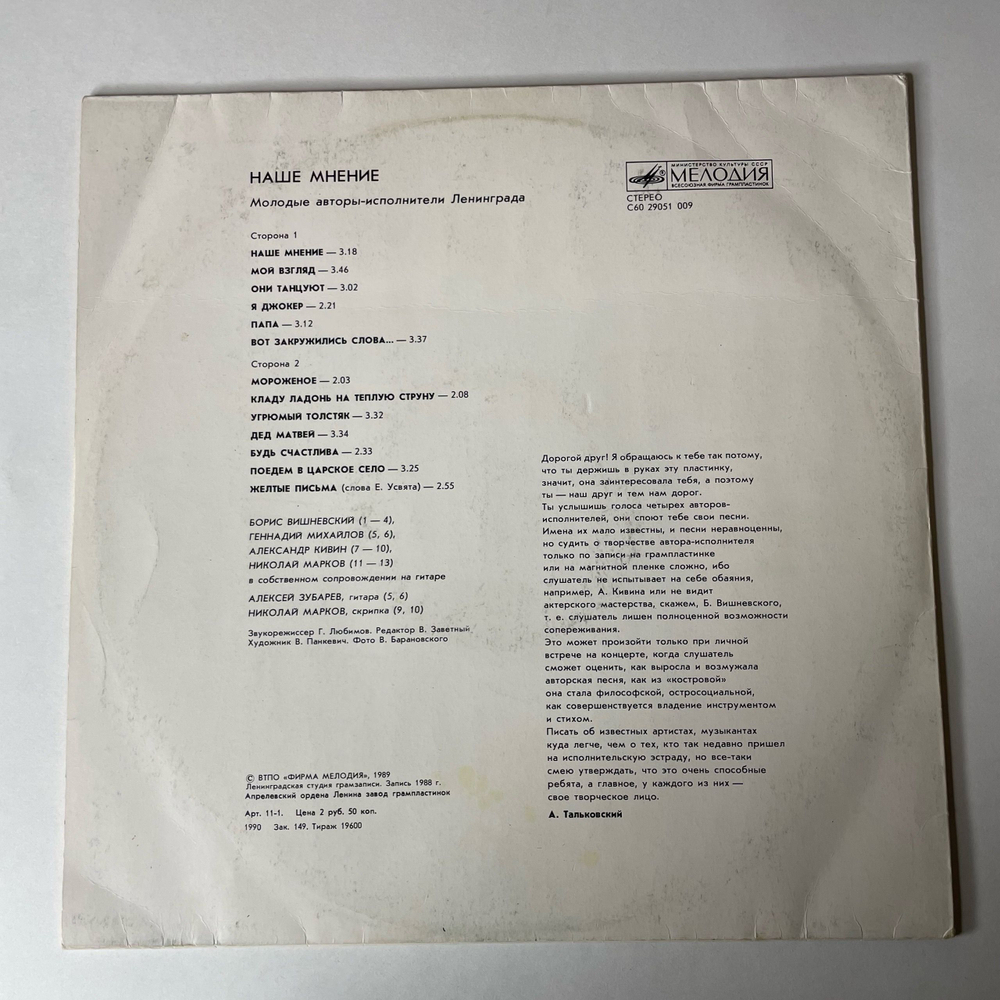 НАШЕ МНЕНИЕ
Молодые авторы-исполнители Ленинграда
МИНИСТЕРСТВО КУЛЬТУРЫ СССР
МЕЛОДИЯ
ВСЕСОЮЗНАЯ ФИРМА ГРАМПЛАСТИНОК
СТЕРЕО
С60 29051 009
Сторона 1
НАШЕ МНЕНИЕ — 3.18
МОЙ ВЗГЛЯД — 3.46
ОНИ ТАНЦУЮТ — 3.02
Я ДЖОКЕР — 2.21
ПАПА — 3.12
ВОТ ЗАКРУЖИЛИСЬ СЛОВА... — 3.37
Сторона 2
МОРОЖЕНОЕ — 2.03
КЛАДУ ЛАДОНЬ НА ТЕПЛУЮ СТРУНУ — 2.08
УГРЮМЫЙ ТОЛСТЯК — 3.32
ДЕД МАТВЕЙ — 3.34
БУДЬ СЧАСТЛИВА — 2.33
ПОЕДЕМ В ЦАРСКОЕ СЕЛО — 3.25
ЖЕЛТЫЕ ПИСЬМА (слова Е. Усвята) — 2.55
БОРИС ВИШНЕВСКИЙ (1 — 4),
ГЕННАДИЙ МИХАЙЛОВ (5, 6),
АЛЕКСАНДР КИВИН (7 — 10),
НИКОЛАЙ МАРКОВ (11 — 13)
в собственном сопровождении на гитаре
АЛЕКСЕЙ ЗУБАРЕВ, гитара (5, 6)
НИКОЛАЙ МАРКОВ, скрипка (9, 10)
Звукорежиссер Г. Любимов. Редактор В. Заветный
Художник В. Панкевич. Фото В. Барановского
© ВТПО «ФИРМА МЕЛОДИЯ», 1989
Ленинградская студия грамзаписи. Запись 1988 г.
Апрелевский ордена Ленина завод грампластинок
Арт. 11-1. Цена 2 руб. 50 коп.
1990 Зак. 149. Тираж 19600
Дорогой друг! Я обращаюсь к тебе так потому,
что ты держишь в руках эту пластинку,
значит, она заинтересовала тебя, а поэтому
ты — наш друг и тем нам дорог.
Ты услышишь голоса четырех авторов-
исполнителей, они споют тебе свои песни.
Имена их мало известны, и песни неравноценны,
но судить о творчестве автора-исполнителя
только по записи на грампластинке
или на магнитной пленке сложно, ибо
слушатель не испытывает на себе обаяния,
например, А. Кивина или не видит
актерского мастерства, скажем, Б. Вишневского,
т. е. слушатель лишен полноценной возможности
сопереживания.
Это может произойти только при личной
встрече на концерте, когда слушатель
сможет оценить, как выросла и возмужала
авторская песня, как из «костровой»
она стала философской, остросоциальной,
как совершенствуется владение инструментом
и стихом.
Писать об известных артистах, музыкантах
куда легче, чем о тех, кто так недавно пришел
на исполнительскую эстраду, но все-таки
смею утверждать, что это очень способные
ребята, а главное, у каждого из них —
свое творческое лицо.
А. Тальковский